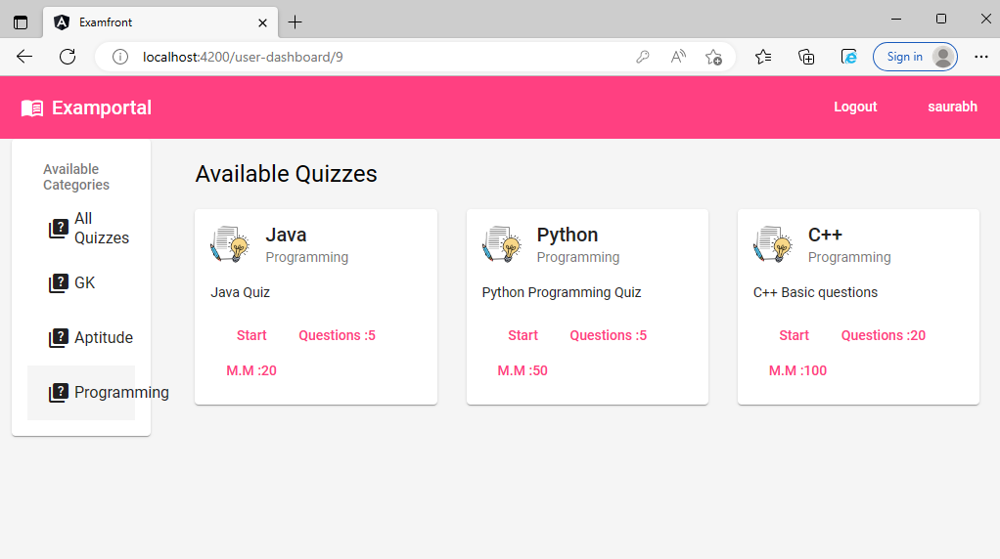 Examfront
localhost:4200/user-dashboard/9
Sign in
Examportal
Logout
saurabh
Available
Categories
All
Quizzes
GK
Aptitude
Programming
Available Quizzes
Java
Programming
Java Quiz
Start
Questions :5
M.M :20
Python
Programming
Python Programming Quiz
Start
Questions :5
M.M :50
C++
Programming
C++ Basic questions
Start
Questions :20
M.M :100